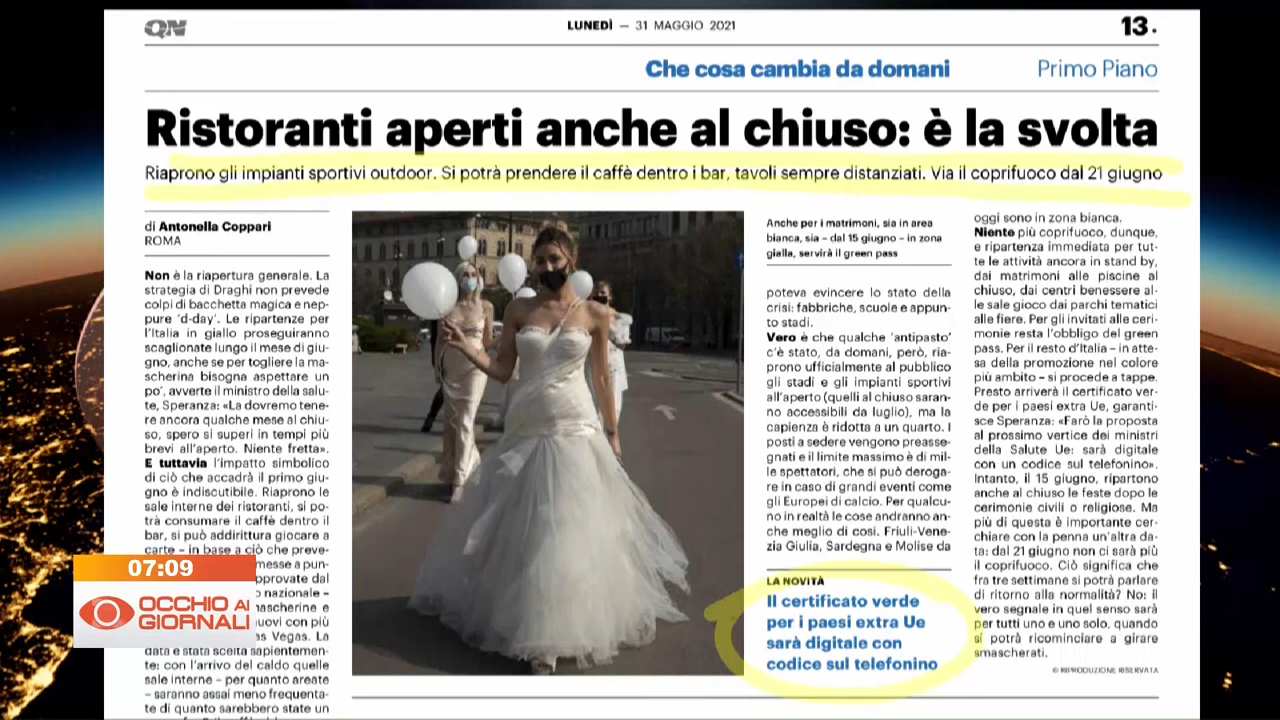 QN
LUNEDÌ — 31 MAGGIO 2021
13.
Che cosa cambia da domani
Primo Piano
Ristoranti aperti anche al chiuso: è la svolta
Riaprono gli impianti sportivi outdoor. Si potrà prendere il caffè dentro i bar, tavoli sempre distanziati. Via il coprifuoco dal 21 giugno
di Antonella Coppari
ROMA
Non è la riapertura generale. La
strategia di Draghi non prevede
colpi di bacchetta magica e nep-
pure 'd-day'. Le ripartenze per
l'Italia in giallo proseguiranno
scaglionate lungo il mese di giu-
gno, anche se per togliere la ma-
scherina bisogna aspettare un
po', avverte il ministro della salu-
te, Speranza: «La dovremo tene-
re ancora qualche mese al chiu-
so, spero si superi in tempi più
brevi all'aperto. Niente fretta».
E tuttavia l'impatto simbolico
di ciò che accadrà il primo giu-
gno è indiscutibile. Riaprono le
sale interne dei ristoranti, si po-
trà consumare il caffè dentro il
bar, si può addirittura giocare a
carte – in base a ciò che preve-
messe a pun-
pprovate dal
o nazionale –
nascherine e
uovi con più
as Vegas. La
data è stata scelta sapientemen-
te: con l'arrivo del caldo quelle
sale interne – per quanto areate
– saranno assai meno frequenta-
te di quanto sarebbero state un
Anche per i matrimoni, sia in area
bianca, sia – dal 15 giugno – in zona
gialla, servirà il green pass
poteva evincere lo stato della
crisi: fabbriche, scuole e appun-
to stadi.
Vero è che qualche 'antipasto'
c'è stato, da domani, però, ria-
prono ufficialmente al pubblico
gli stadi e gli impianti sportivi
all'aperto (quelli al chiuso saran-
no accessibili da luglio), ma la
capienza è ridotta a un quarto. I
posti a sedere vengono preasse-
gnati e il limite massimo è di mil-
le spettatori, che si può deroga-
re in caso di grandi eventi come
gli Europei di calcio. Per qualcu-
no in realtà le cose andranno an-
che meglio di così. Friuli-Vene-
zia Giulia, Sardegna e Molise da
LA NOVITÀ
Il certificato verde
per i paesi extra Ue
sarà digitale con
codice sul telefonino
oggi sono in zona bianca.
Niente più coprifuoco, dunque,
e ripartenza immediata per tut-
te le attività ancora in stand by,
dai matrimoni alle piscine al
chiuso, dai centri benessere al-
le sale gioco dai parchi tematici
alle fiere. Per gli invitati alle ceri-
monie resta l'obbligo del green
pass. Per il resto d'Italia – in atte-
sa della promozione nel colore
più ambito – si procede a tappe.
Presto arriverà il certificato ver-
de per i paesi extra Ue, garanti-
sce Speranza: «Farò la proposta
al prossimo vertice dei ministri
della Salute Ue: sarà digitale
con un codice sul telefonino».
Intanto, il 15 giugno, ripartono
anche al chiuso le feste dopo le
cerimonie civili o religiose. Ma
più di questa è importante cer-
chiare con la penna un'altra da-
ta: dal 21 giugno non ci sarà più
il coprifuoco. Ciò significa che
fra tre settimane si potrà parlare
di ritorno alla normalità? No: il
vero segnale in quel senso sarà
per tutti uno e uno solo, quando
si potrà ricominciare a girare
smascherati.
© RIPRODUZIONE RISERVATA
07:09
OCCHIO AI
GIORNALI